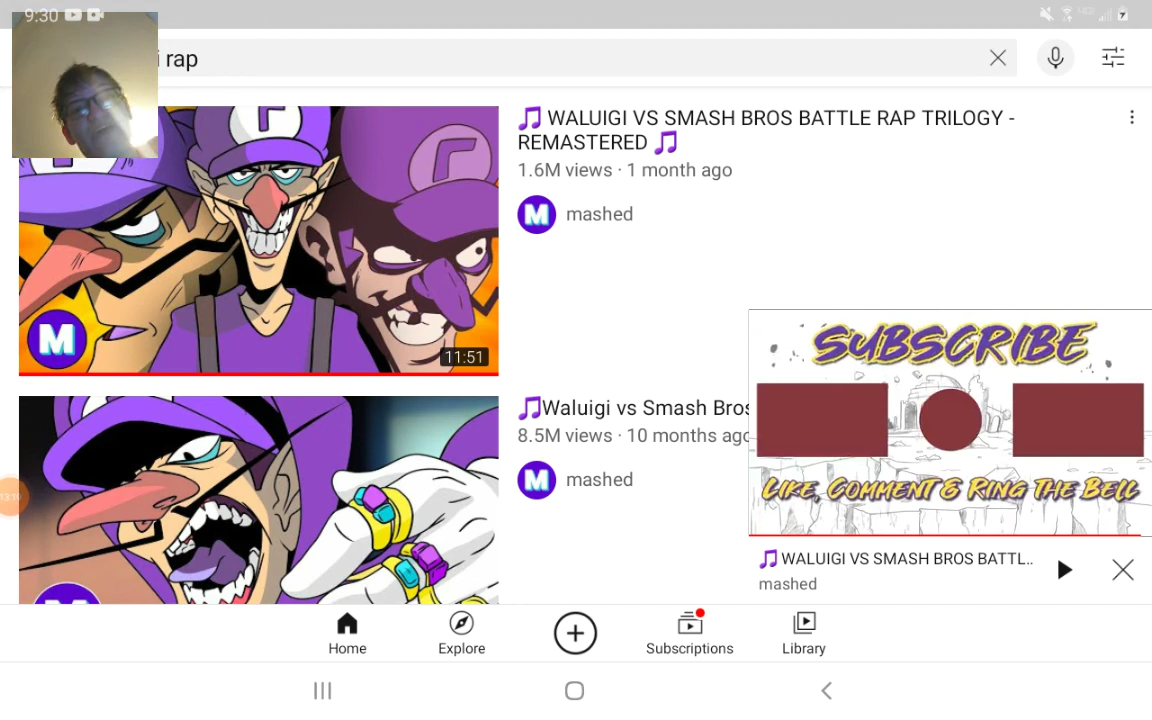 9:30
i rap
🎵 WALUIGI VS SMASH BROS BATTLE RAP TRILOGY -
REMASTERED 🎵
1.6M views · 1 month ago
M mashed
M
11:51
🎵Waluigi vs Smash Bros
8.5M views · 10 months ago
M mashed
SUBSCRIBE
LIKE, COMMENT & RING THE BELL
🎵 WALUIGI VS SMASH BROS BATTL..
mashed
Home
Explore
Subscriptions
Library